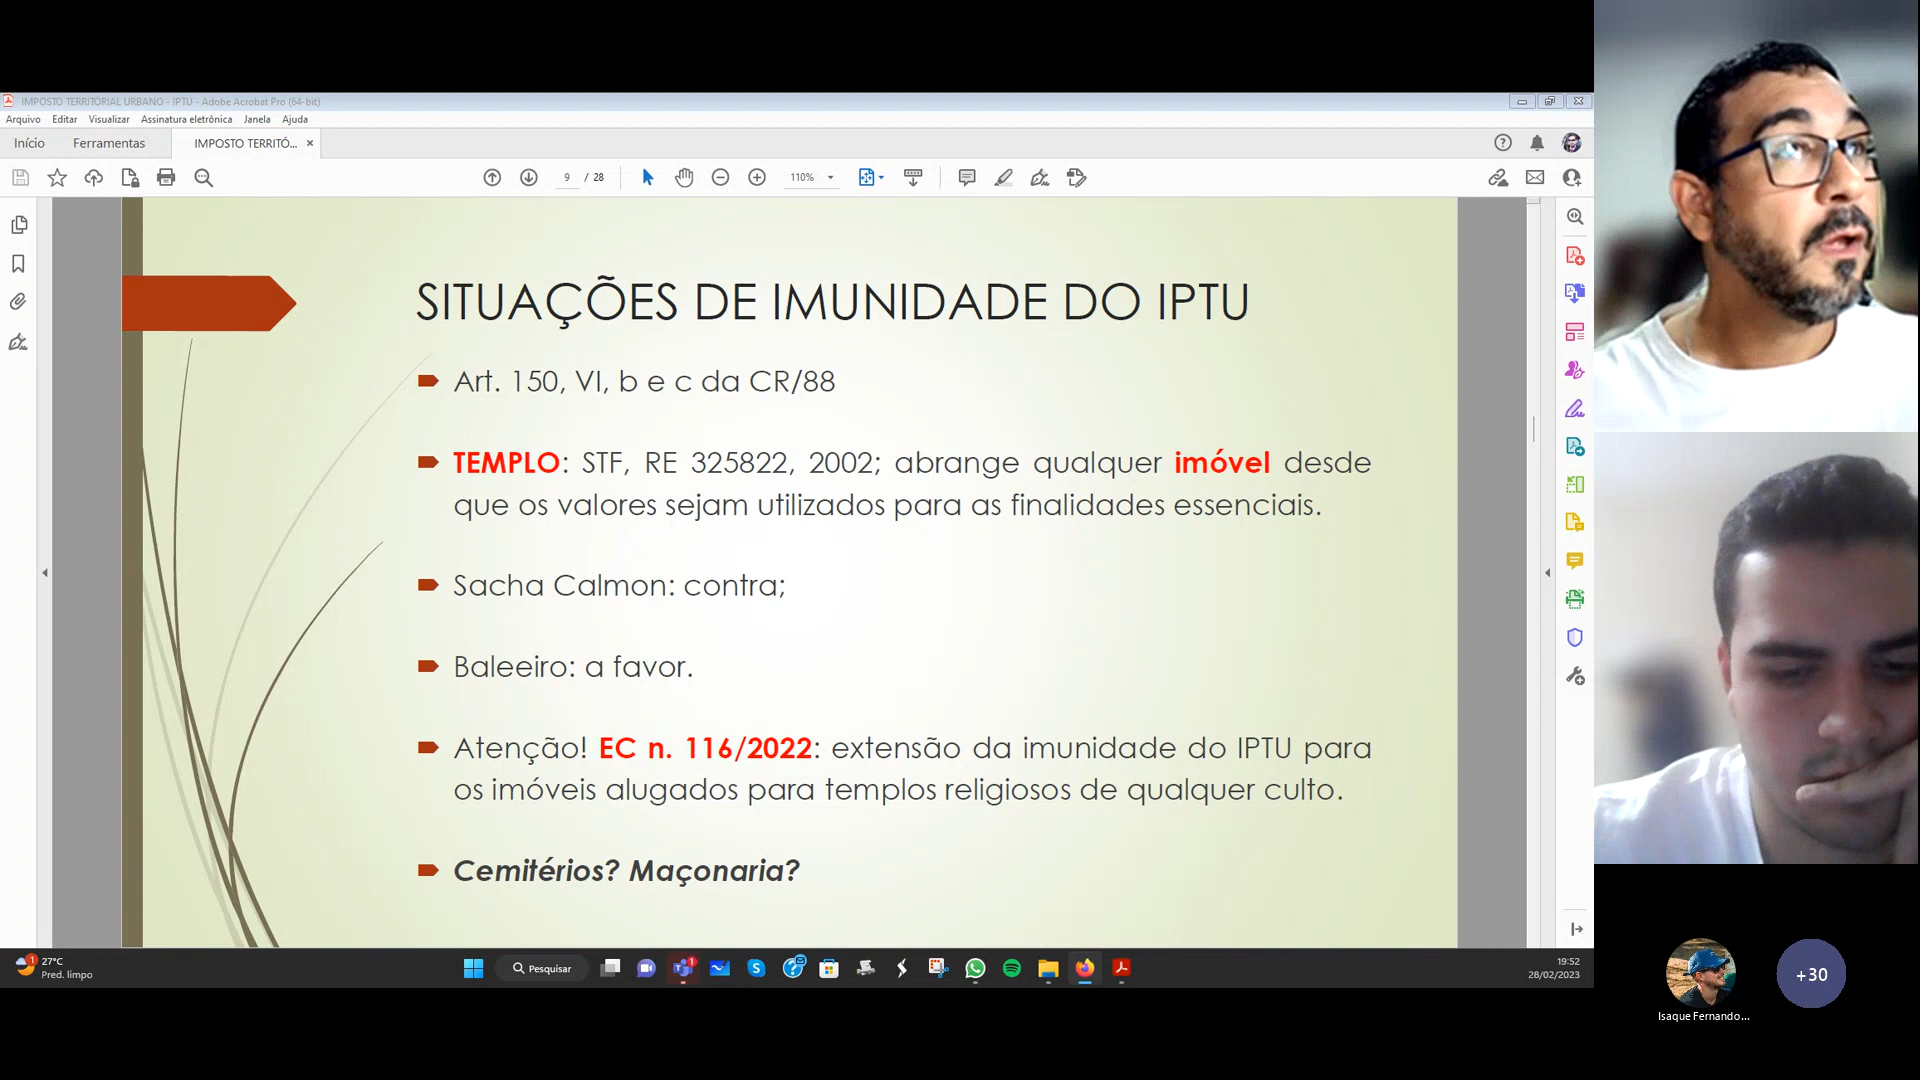 IMPOSTO TERRITORIAL URBANO - IPTU - Adobe Acrobat Pro (64-bit)
Arquivo Editar Visualizar Assinatura eletrônica Janela Ajuda
Início Ferramentas IMPOSTO TERRITÓ... ×
9 / 28 110%
SITUAÇÕES DE IMUNIDADE DO IPTU
Art. 150, VI, b e c da CR/88
TEMPLO: STF, RE 325822, 2002; abrange qualquer imóvel desde
que os valores sejam utilizados para as finalidades essenciais.
Sacha Calmon: contra;
Baleeiro: a favor.
Atenção! EC n. 116/2022: extensão da imunidade do IPTU para
os imóveis alugados para templos religiosos de qualquer culto.
Cemitérios? Maçonaria?
1 27°C
Pred. limpo
Pesquisar
1
19:52
28/02/2023
+30
Isaque Fernando...